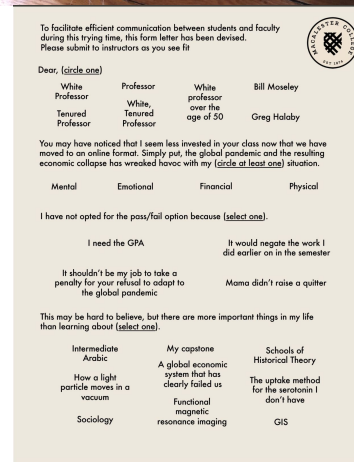 MACALESTER COLLEGE
EST 1874
To facilitate efficient communication between students and faculty
during this trying time, this form letter has been devised.
Please submit to instructors as you see fit
Dear, (circle one)
White
Professor
Professor
White
professor
over the
age of 50
Bill Moseley
Tenured
Professor
White,
Tenured
Professor
Greg Halaby
You may have noticed that I seem less invested in your class now that we have
moved to an online format. Simply put, the global pandemic and the resulting
economic collapse has wreaked havoc with my (circle at least one) situation.
Mental
Emotional
Financial
Physical
I have not opted for the pass/fail option because (select one).
I need the GPA
It would negate the work I
did earlier on in the semester
It shouldn't be my job to take a
penalty for your refusal to adapt to
the global pandemic
Mama didn't raise a quitter
This may be hard to believe, but there are more important things in my life
than learning about (select one).
Intermediate
Arabic
My capstone
Schools of
Historical Theory
How a light
particle moves in a
vacuum
A global economic
system that has
clearly failed us
The uptake method
for the serotonin I
don't have
Sociology
Functional
magnetic
resonance imaging
GIS